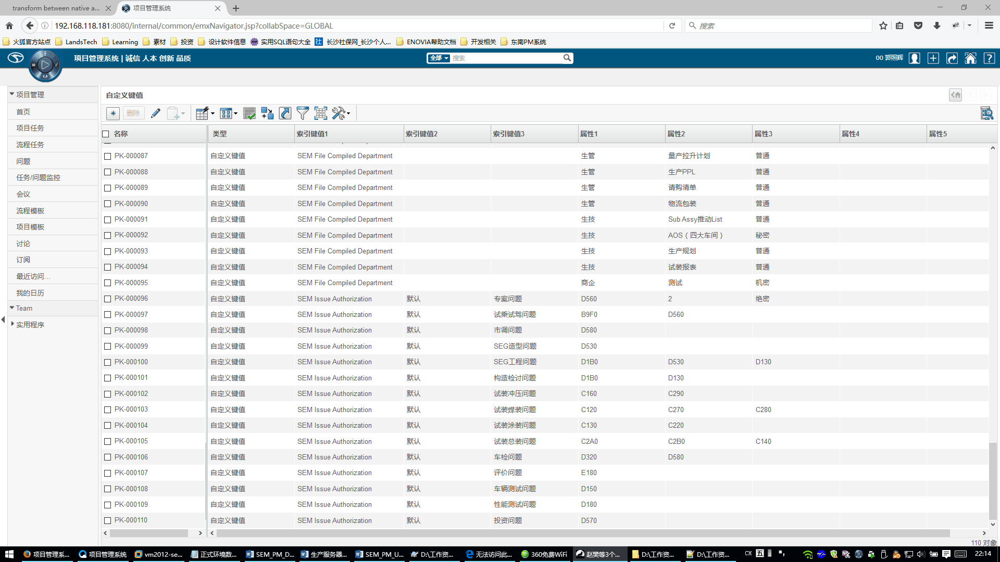 transform between native a...
项目管理系统
192.168.118.181:8080/internal/common/emxNavigator.jsp?collabSpace=GLOBAL
搜索
火狐官方站点 LandsTech Learning 素材 投资 设计软件信息 实用SQL语句大全 社 长沙社保网_长沙个人... ENOVIA帮助文档 开发相关 东南PM系统
项目管理系统 | 诚信 人本 创新 品质
全部 搜索
00 郭照辉
项目管理
首页
项目任务
流程任务
问题
任务/问题监控
会议
流程模板
项目模板
讨论
订阅
最近访问...
我的日历
Team
实用程序
自定义键值
删除
名称 类型 索引键值1 索引键值2 索引键值3 属性1 属性2 属性3 属性4 属性5
PK-000087 自定义键值 SEM File Compiled Department 生管 量产拉升计划 普通
PK-000088 自定义键值 SEM File Compiled Department 生管 生产PPL 普通
PK-000089 自定义键值 SEM File Compiled Department 生管 请购清单 普通
PK-000090 自定义键值 SEM File Compiled Department 生管 物流包装 普通
PK-000091 自定义键值 SEM File Compiled Department 生技 Sub Assy推动List 普通
PK-000092 自定义键值 SEM File Compiled Department 生技 AOS（四大车间） 秘密
PK-000093 自定义键值 SEM File Compiled Department 生技 生产规划 普通
PK-000094 自定义键值 SEM File Compiled Department 生技 试装报表 普通
PK-000095 自定义键值 SEM File Compiled Department 商企 测试 机密
PK-000096 自定义键值 SEM Issue Authorization 默认 专案问题 D560 2 绝密
PK-000097 自定义键值 SEM Issue Authorization 默认 试乘试驾问题 B9F0 D560
PK-000098 自定义键值 SEM Issue Authorization 默认 市调问题 D580
PK-000099 自定义键值 SEM Issue Authorization 默认 SEG造型问题 D530
PK-000100 自定义键值 SEM Issue Authorization 默认 SEG工程问题 D1B0 D530 D130
PK-000101 自定义键值 SEM Issue Authorization 默认 构造检讨问题 D1B0 D130
PK-000102 自定义键值 SEM Issue Authorization 默认 试装冲压问题 C160 C290
PK-000103 自定义键值 SEM Issue Authorization 默认 试装焊装问题 C120 C270 C280
PK-000104 自定义键值 SEM Issue Authorization 默认 试装涂装问题 C130 C220
PK-000105 自定义键值 SEM Issue Authorization 默认 试装总装问题 C2A0 C2B0 C140
PK-000106 自定义键值 SEM Issue Authorization 默认 车检问题 D320 D580
PK-000107 自定义键值 SEM Issue Authorization 默认 评价问题 E180
PK-000108 自定义键值 SEM Issue Authorization 默认 车辆测试问题 D150
PK-000109 自定义键值 SEM Issue Authorization 默认 性能测试问题 D180
PK-000110 自定义键值 SEM Issue Authorization 默认 投资问题 D570
110 对象
项目管理系... 项目管理系统 vm2012-se... 正式环境数... SEM_PM_D... 生产服务器... SEM_PM_U... D:\工作资... 无法访问此... 360免费WiFi 赵樊等3个... D:\工作资... D:\工作资... CH 五 22:14